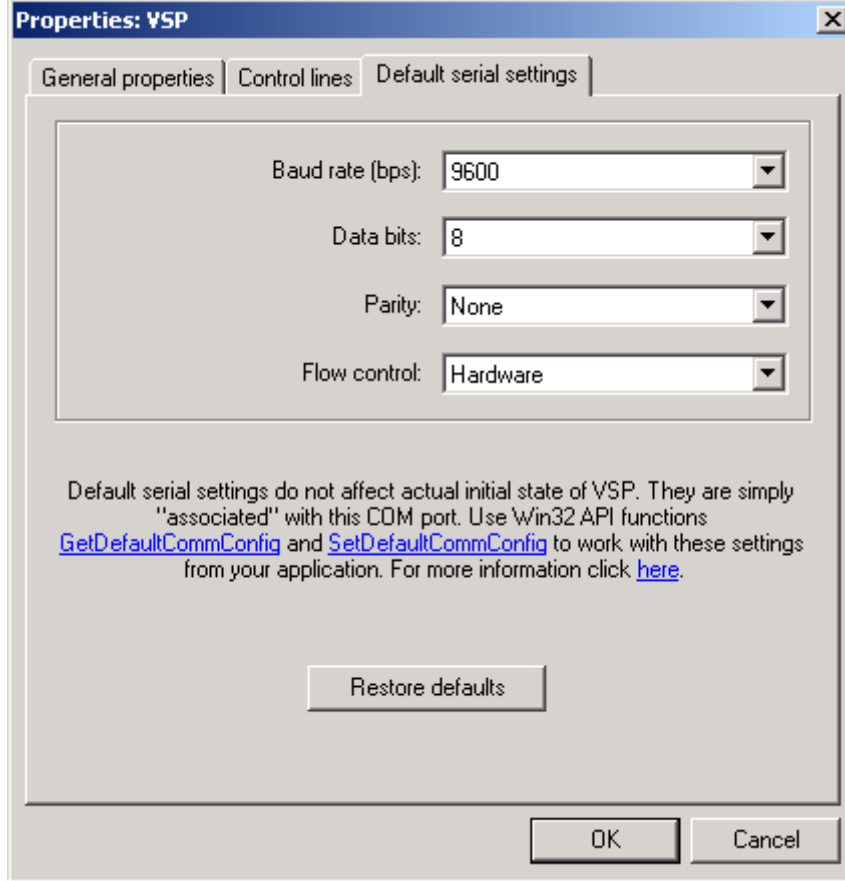 Properties: VSP
General properties Control lines Default serial settings
Baud rate (bps): 9600
Data bits: 8
Parity: None
Flow control: Hardware
Default serial settings do not affect actual initial state of VSP. They are simply
"associated" with this COM port. Use Win32 API functions
GetDefaultCommConfig and SetDefaultCommConfig to work with these settings
from your application. For more information click here.
Restore defaults
OK Cancel